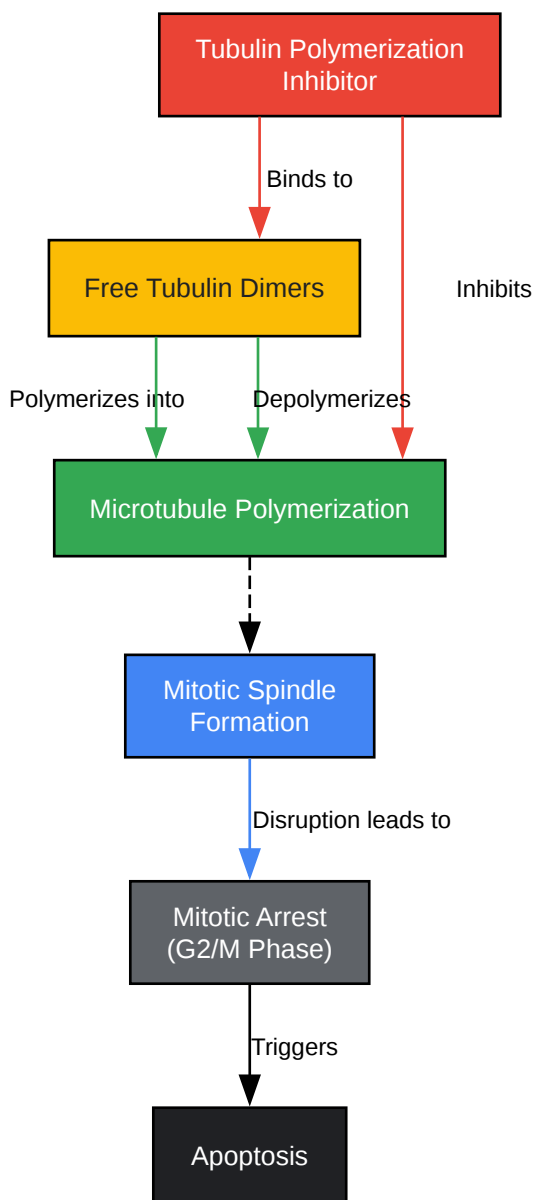 Tubulin Polymerization
Inhibitor
Binds to
Free Tubulin Dimers
Inhibits
Polymerizes into
Depolymerizes
Microtubule Polymerization
Mitotic Spindle
Formation
Disruption leads to
Mitotic Arrest
(G2/M Phase)
Triggers
Apoptosis